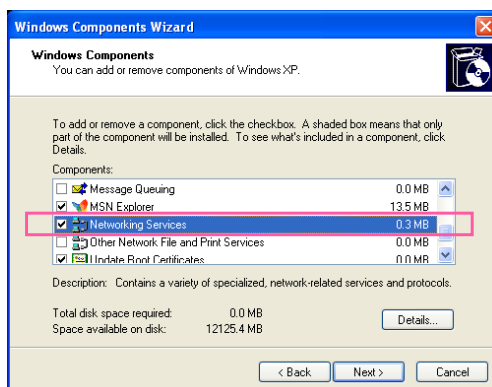 Windows Components Wizard
Windows Components
You can add or remove components of Windows XP.
To add or remove a component, click the checkbox. A shaded box means that only
part of the component will be installed. To see what's included in a component, click
Details.
Components:
Message Queuing 0.0 MB
MSN Explorer 13.5 MB
Networking Services 0.3 MB
Other Network File and Print Services 0.0 MB
Update Root Certificates 0.0 MB
Description: Contains a variety of specialized, network-related services and protocols.
Total disk space required: 0.0 MB
Space available on disk: 12125.4 MB
Details...
< Back Next > Cancel